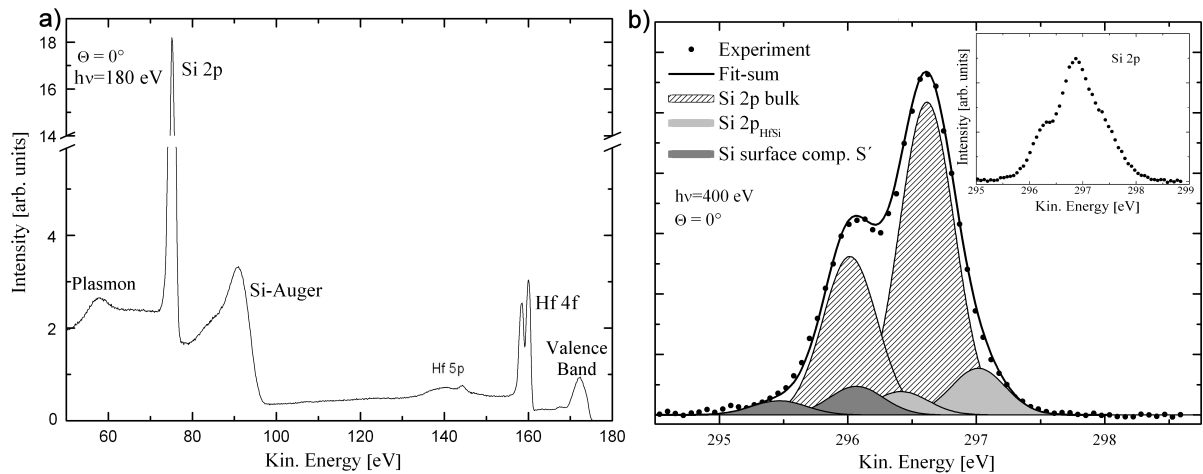 a)
Θ = 0°
hν=180 eV
Si 2p
Plasmon
Si-Auger
Hf 5p
Hf 4f
Valence
Band
Intensity [arb. units]
18
16
14
4
2
0
60 80 100 120 140 160 180
Kin. Energy [eV]
b)
Experiment
Fit-sum
Si 2p bulk
Si 2pHfSi
Si surface comp. S´
hν=400 eV
Θ = 0°
295 296 297 298
Kin. Energy [eV]
Si 2p
Intensity [arb. units]
295 296 297 298 299
Kin. Energy [eV]